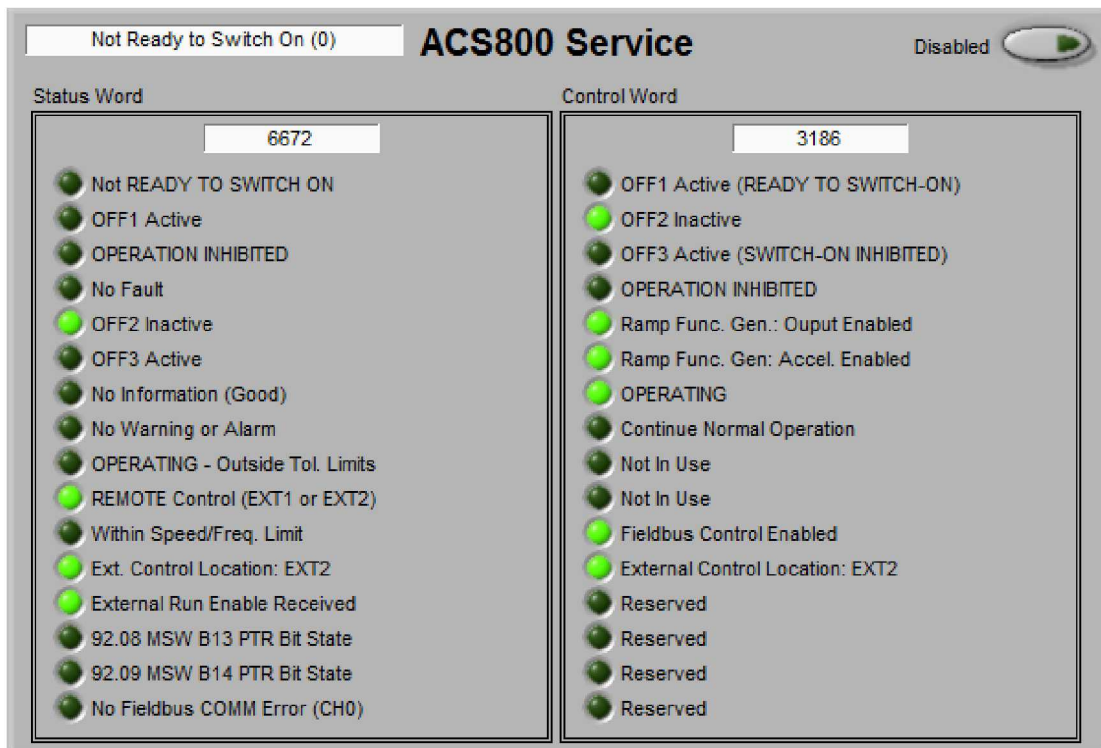 Not Ready to Switch On (0)
ACS800 Service
Disabled
Status Word
6672
Not READY TO SWITCH ON
OFF1 Active
OPERATION INHIBITED
No Fault
OFF2 Inactive
OFF3 Active
No Information (Good)
No Warning or Alarm
OPERATING - Outside Tol. Limits
REMOTE Control (EXT1 or EXT2)
Within Speed/Freq. Limit
Ext. Control Location: EXT2
External Run Enable Received
92.08 MSW B13 PTR Bit State
92.09 MSW B14 PTR Bit State
No Fieldbus COMM Error (CH0)
Control Word
3186
OFF1 Active (READY TO SWITCH-ON)
OFF2 Inactive
OFF3 Active (SWITCH-ON INHIBITED)
OPERATION INHIBITED
Ramp Func. Gen.: Ouput Enabled
Ramp Func. Gen: Accel. Enabled
OPERATING
Continue Normal Operation
Not In Use
Not In Use
Fieldbus Control Enabled
External Control Location: EXT2
Reserved
Reserved
Reserved
Reserved